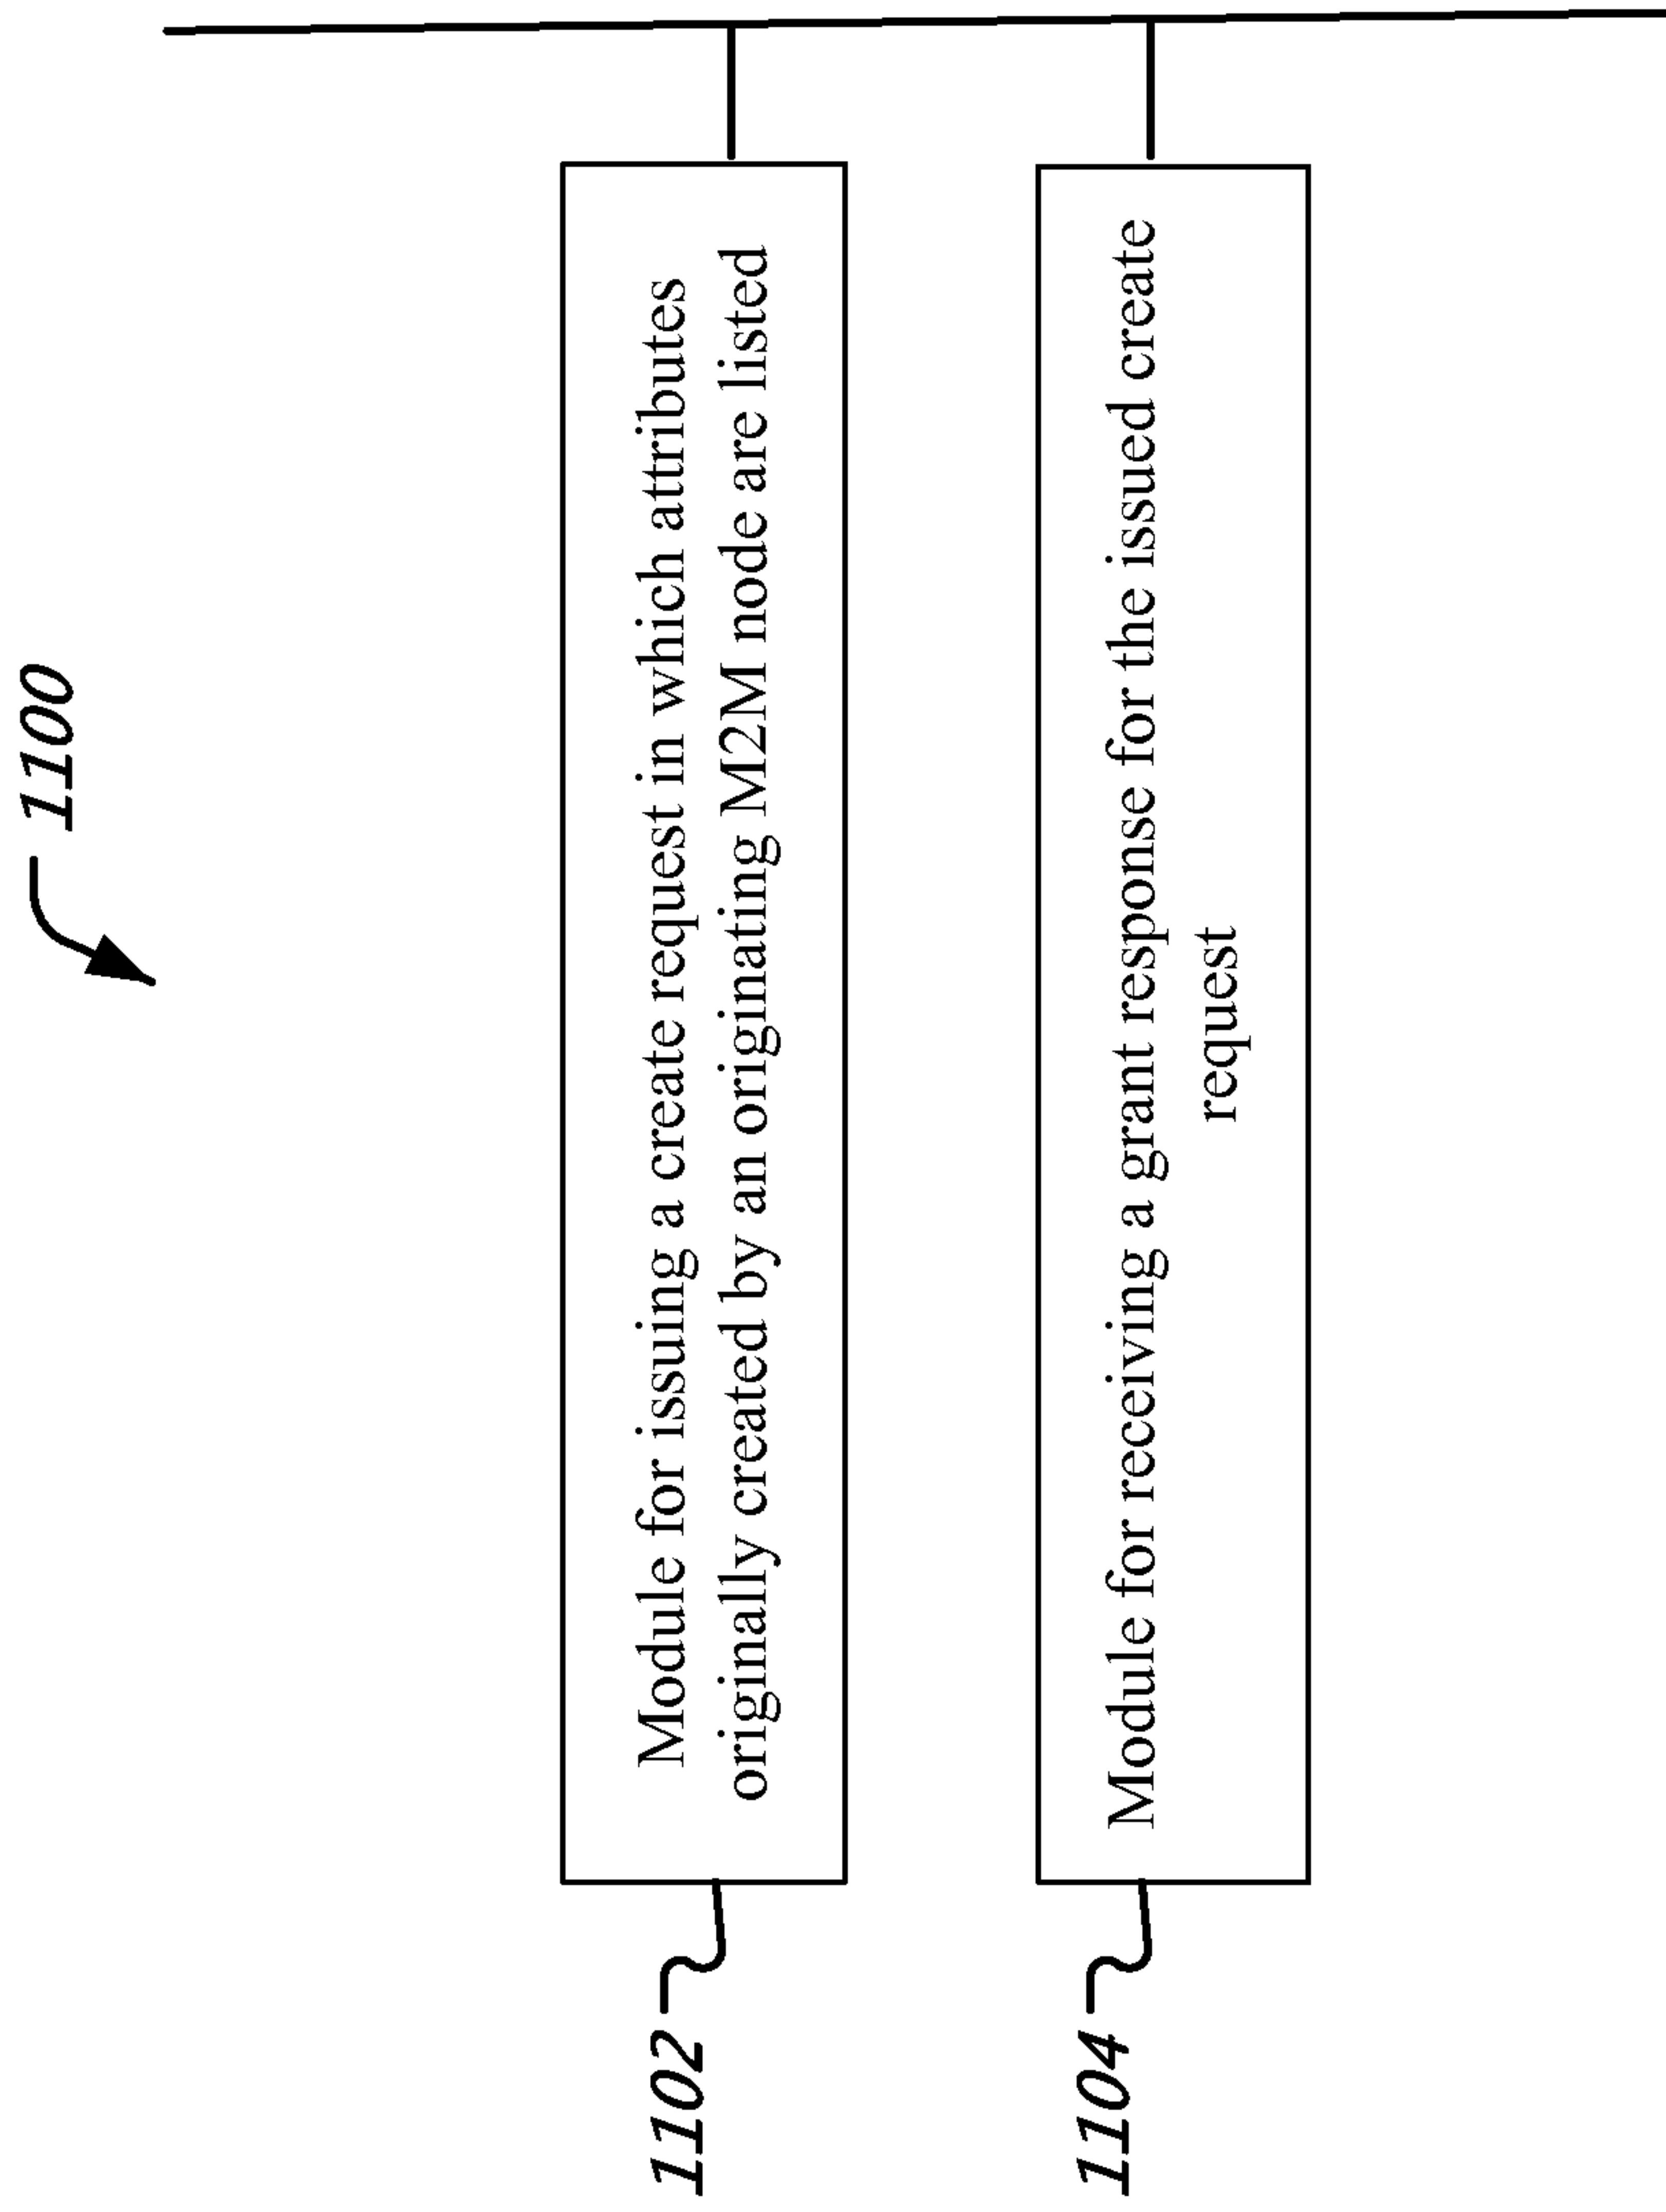 1100
1102
Module for issuing a create request in which attributes
originally created by an originating M2M node are listed
1104
Module for receiving a grant response for the issued create
request